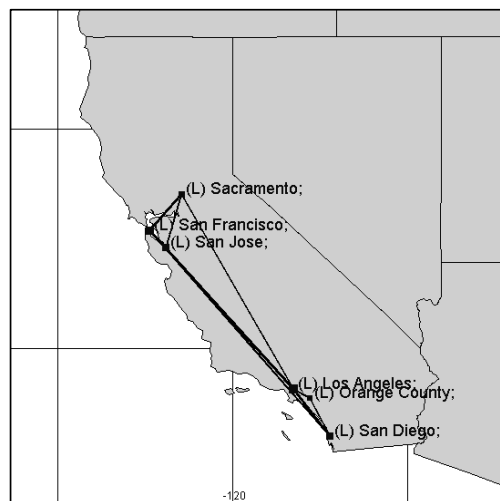 (L) Sacramento;
(L) San Francisco;
(L) San Jose;
(L) Los Angeles;
(L) Orange County;
(L) San Diego;
-120